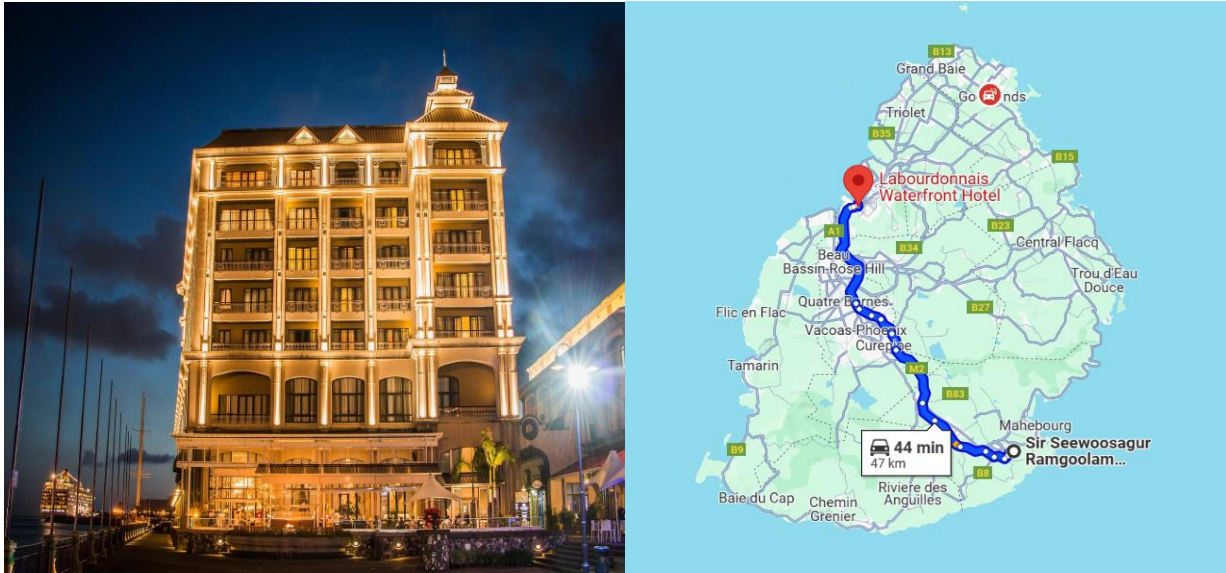 B13
Grand Baie
Go nds
Triolet
B35
B15
Labourdonnais
Waterfront Hotel
A1
B34
B23
Central Flacq
Beau
Bassin-Rose Hill
Trou d'Eau
Douce
Quatre Bornes
B27
Flic en Flac
Vacoas-Phoenix
Curepipe
Tamarin
M2
B83
Mahebourg
44 min
47 km
Sir Seewoosagur
Ramgoolam...
B9
B8
Riviere des
Anguilles
Baie du Cap
Chemin
Grenier